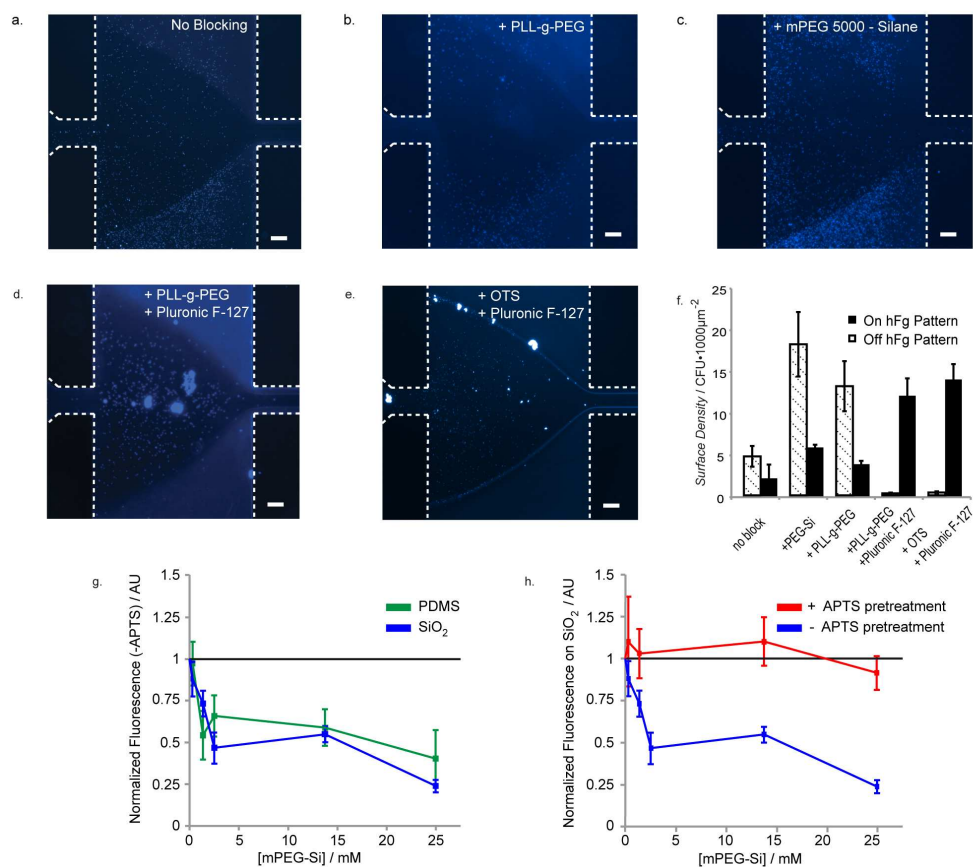 a.
No Blocking
b.
+ PLL-g-PEG
c.
+ mPEG 5000 - Silane
d.
+ PLL-g-PEG
+ Pluronic F-127
e.
+ OTS
+ Pluronic F-127
f.
25
20
15
10
5
0
Surface Density / CFU•1000µm⁻²
On hFg Pattern
Off hFg Pattern
no block
+PEG-Si
+ PLL-g-PEG
+PLL-g-PEG
+Pluronic F-127
+ OTS
+ Pluronic F-127
g.
1.5
1.25
1
0.75
0.5
0.25
0
Normalized Fluorescence (-APTS) / AU
PDMS
SiO₂
0 5 10 15 20 25
[mPEG-Si] / mM
h.
1.5
1.25
1
0.75
0.5
0.25
0
Normalized Fluorescence on SiO₂ / AU
+ APTS pretreatment
- APTS pretreatment
0 5 10 15 20 25
[mPEG-Si] / mM